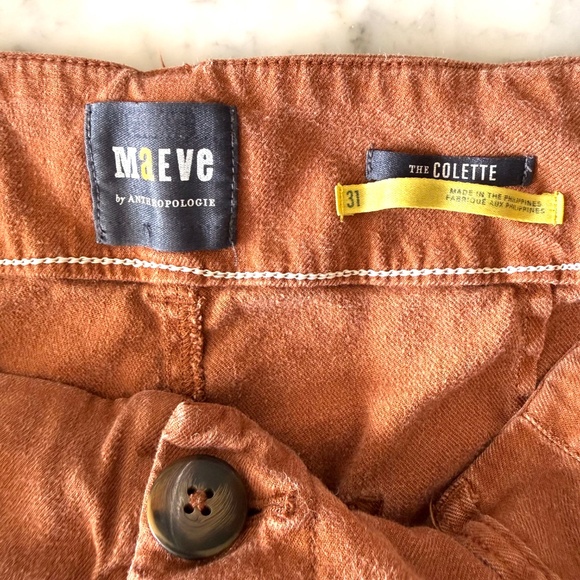 MaEVe
by ANTHROPOLOGIE
THE COLETTE
31
MADE IN THE PHILIPPINES
FABRIQUÉ AUX PHILIPPINES